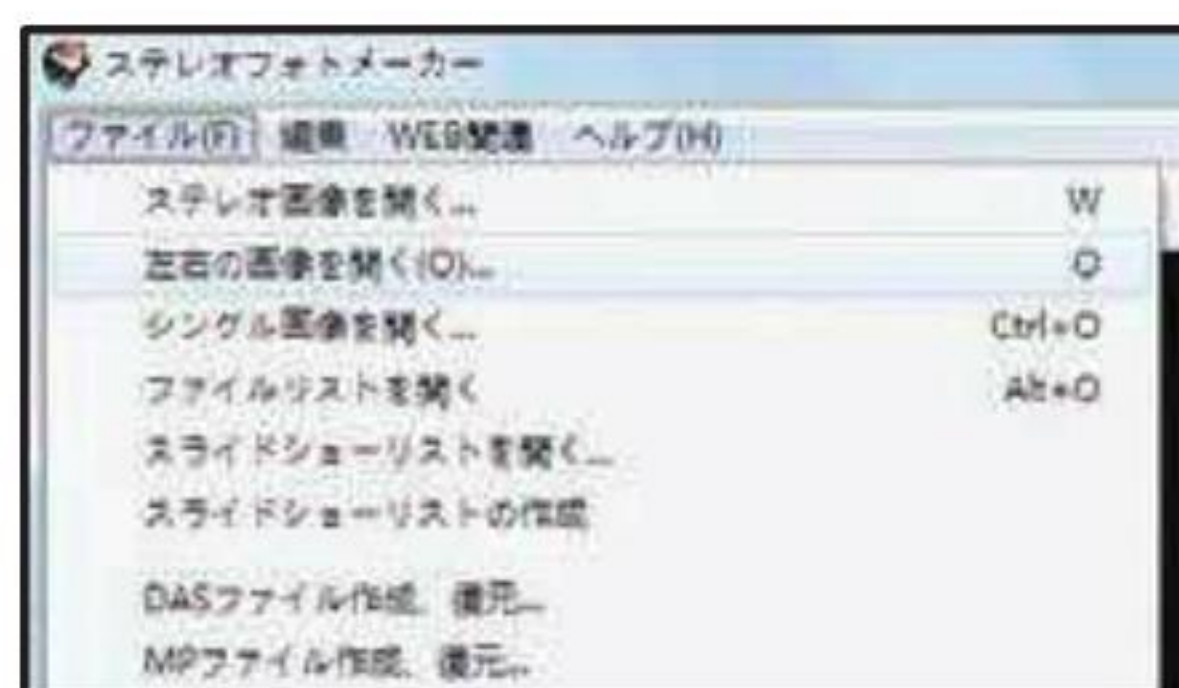 ステレオフォトメーカー
ファイル(F) 編集 WEB関連 ヘルプ(H)
ステレオ画像を開く... W
左右の画像を開く(O)... O
シングル画像を開く... Ctrl+O
ファイルリストを開く Alt+O
スライドショーリストを開く...
スライドショーリストの作成
DASファイル作成、復元...
MPファイル作成、復元...